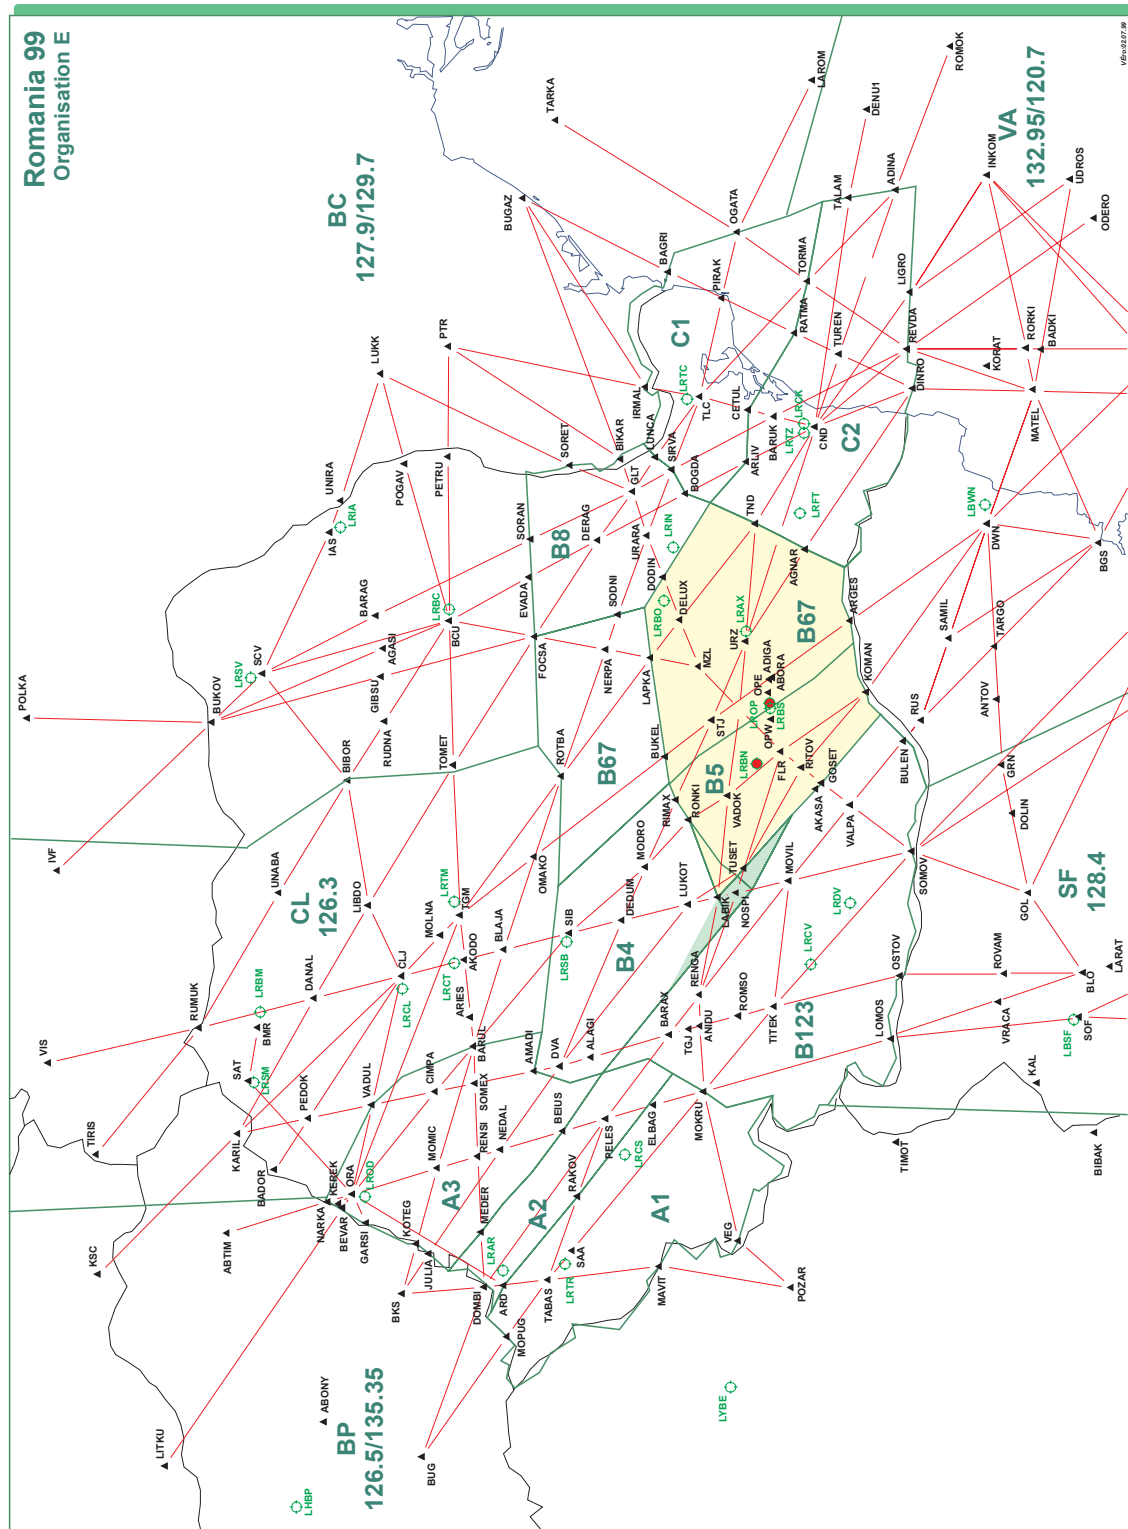 Romania 99
Organisation E
BC
127.9/129.7
CL
126.3
BP
126.5/135.35
VA
132.95/120.7
SF
128.4
A1
A2
A3
B4
B5
B67
B67
B8
B123
C1
C2
POLKA
IVF
VIS
TIRIS
KSC
ABTIM
LITKU
ABONY
LHBP
BUG
BKS
LYBE
TARKA
LAROM
ROMOK
DENU1
BUGAZ
LUKK
PTR
UNIRA
POGAV
PETRU
IAS
LRIA
BARAG
SCV
LRSV
BUKOV
AGASI
GIBSU
RUDNA
LRBC
BCU
BIBOR
TOMET
UNABA
LIBDO
DANAL
RUMUK
LRBM
BMR
SAT
LRSM
KARIL
PEDOK
BADOR
VADUL
CLJ
LRCL
MOLNA
LRTM
TGM
LRCT
AKODO
ARIES
BLAJA
OMAKO
BARUL
CIMPA
SOMEX
MOMIC
RENSI
NEDAL
NARKA
KEREK
BEVAR
ORA
LROD
GARSI
KOTEG
JULIA
MEDER
DOMBI
LRAR
ARD
MOPUG
TABAS
LRTR
SAA
RAKOV
PELES
BEIUS
AMADI
DVA
ALAGI
LRCS
ELBAG
MOKRU
MAVIT
VEG
POZAR
SORET
BIKAR
IRMAL
LUNCA
GLT
SIRVA
BOGDA
SORAN
DERAG
EVADA
URARA
LRIN
SODNI
DODIN
FOCSA
NERPA
LRBO
DELUX
LAPKA
MZL
BUKEL
ROTBA
STJ
RIMAX
RONKI
MODRO
DEDUM
SIB
LRSB
LUKOT
LABIK
NOSPI
TUSET
RENGA
BARAX
TGJ
ANIDU
ROMSO
TITEK
LRCV
LRDV
MOVIL
VADOK
LRBN
FLR
RITOV
AKASA
GOSET
VALPA
OPW
LROP
LRBS
OPE
ADIGA
ABORA
URZ
LRAX
TND
AGNAR
LRFT
ARGES
KOMAN
BAGRI
OGATA
PIRAK
LRTC
TLC
CETUL
ARLIV
BARUK
LRTZ
LRCK
CND
TORMA
RATMA
TUREN
TALAM
ADINA
LIGRO
REVDA
DINRO
INKOM
UDROS
ODERO
RORKI
BADKI
KORAT
MATEL
LBWN
DWN
BGS
SAMIL
TARGO
ANTOV
RUS
BULEN
GRN
DOLIN
SOMOV
GOL
OSTOV
ROVAM
LARAT
BLO
LOMOS
VRACA
SOF
LBSF
KAL
TIMOT
BIBAK